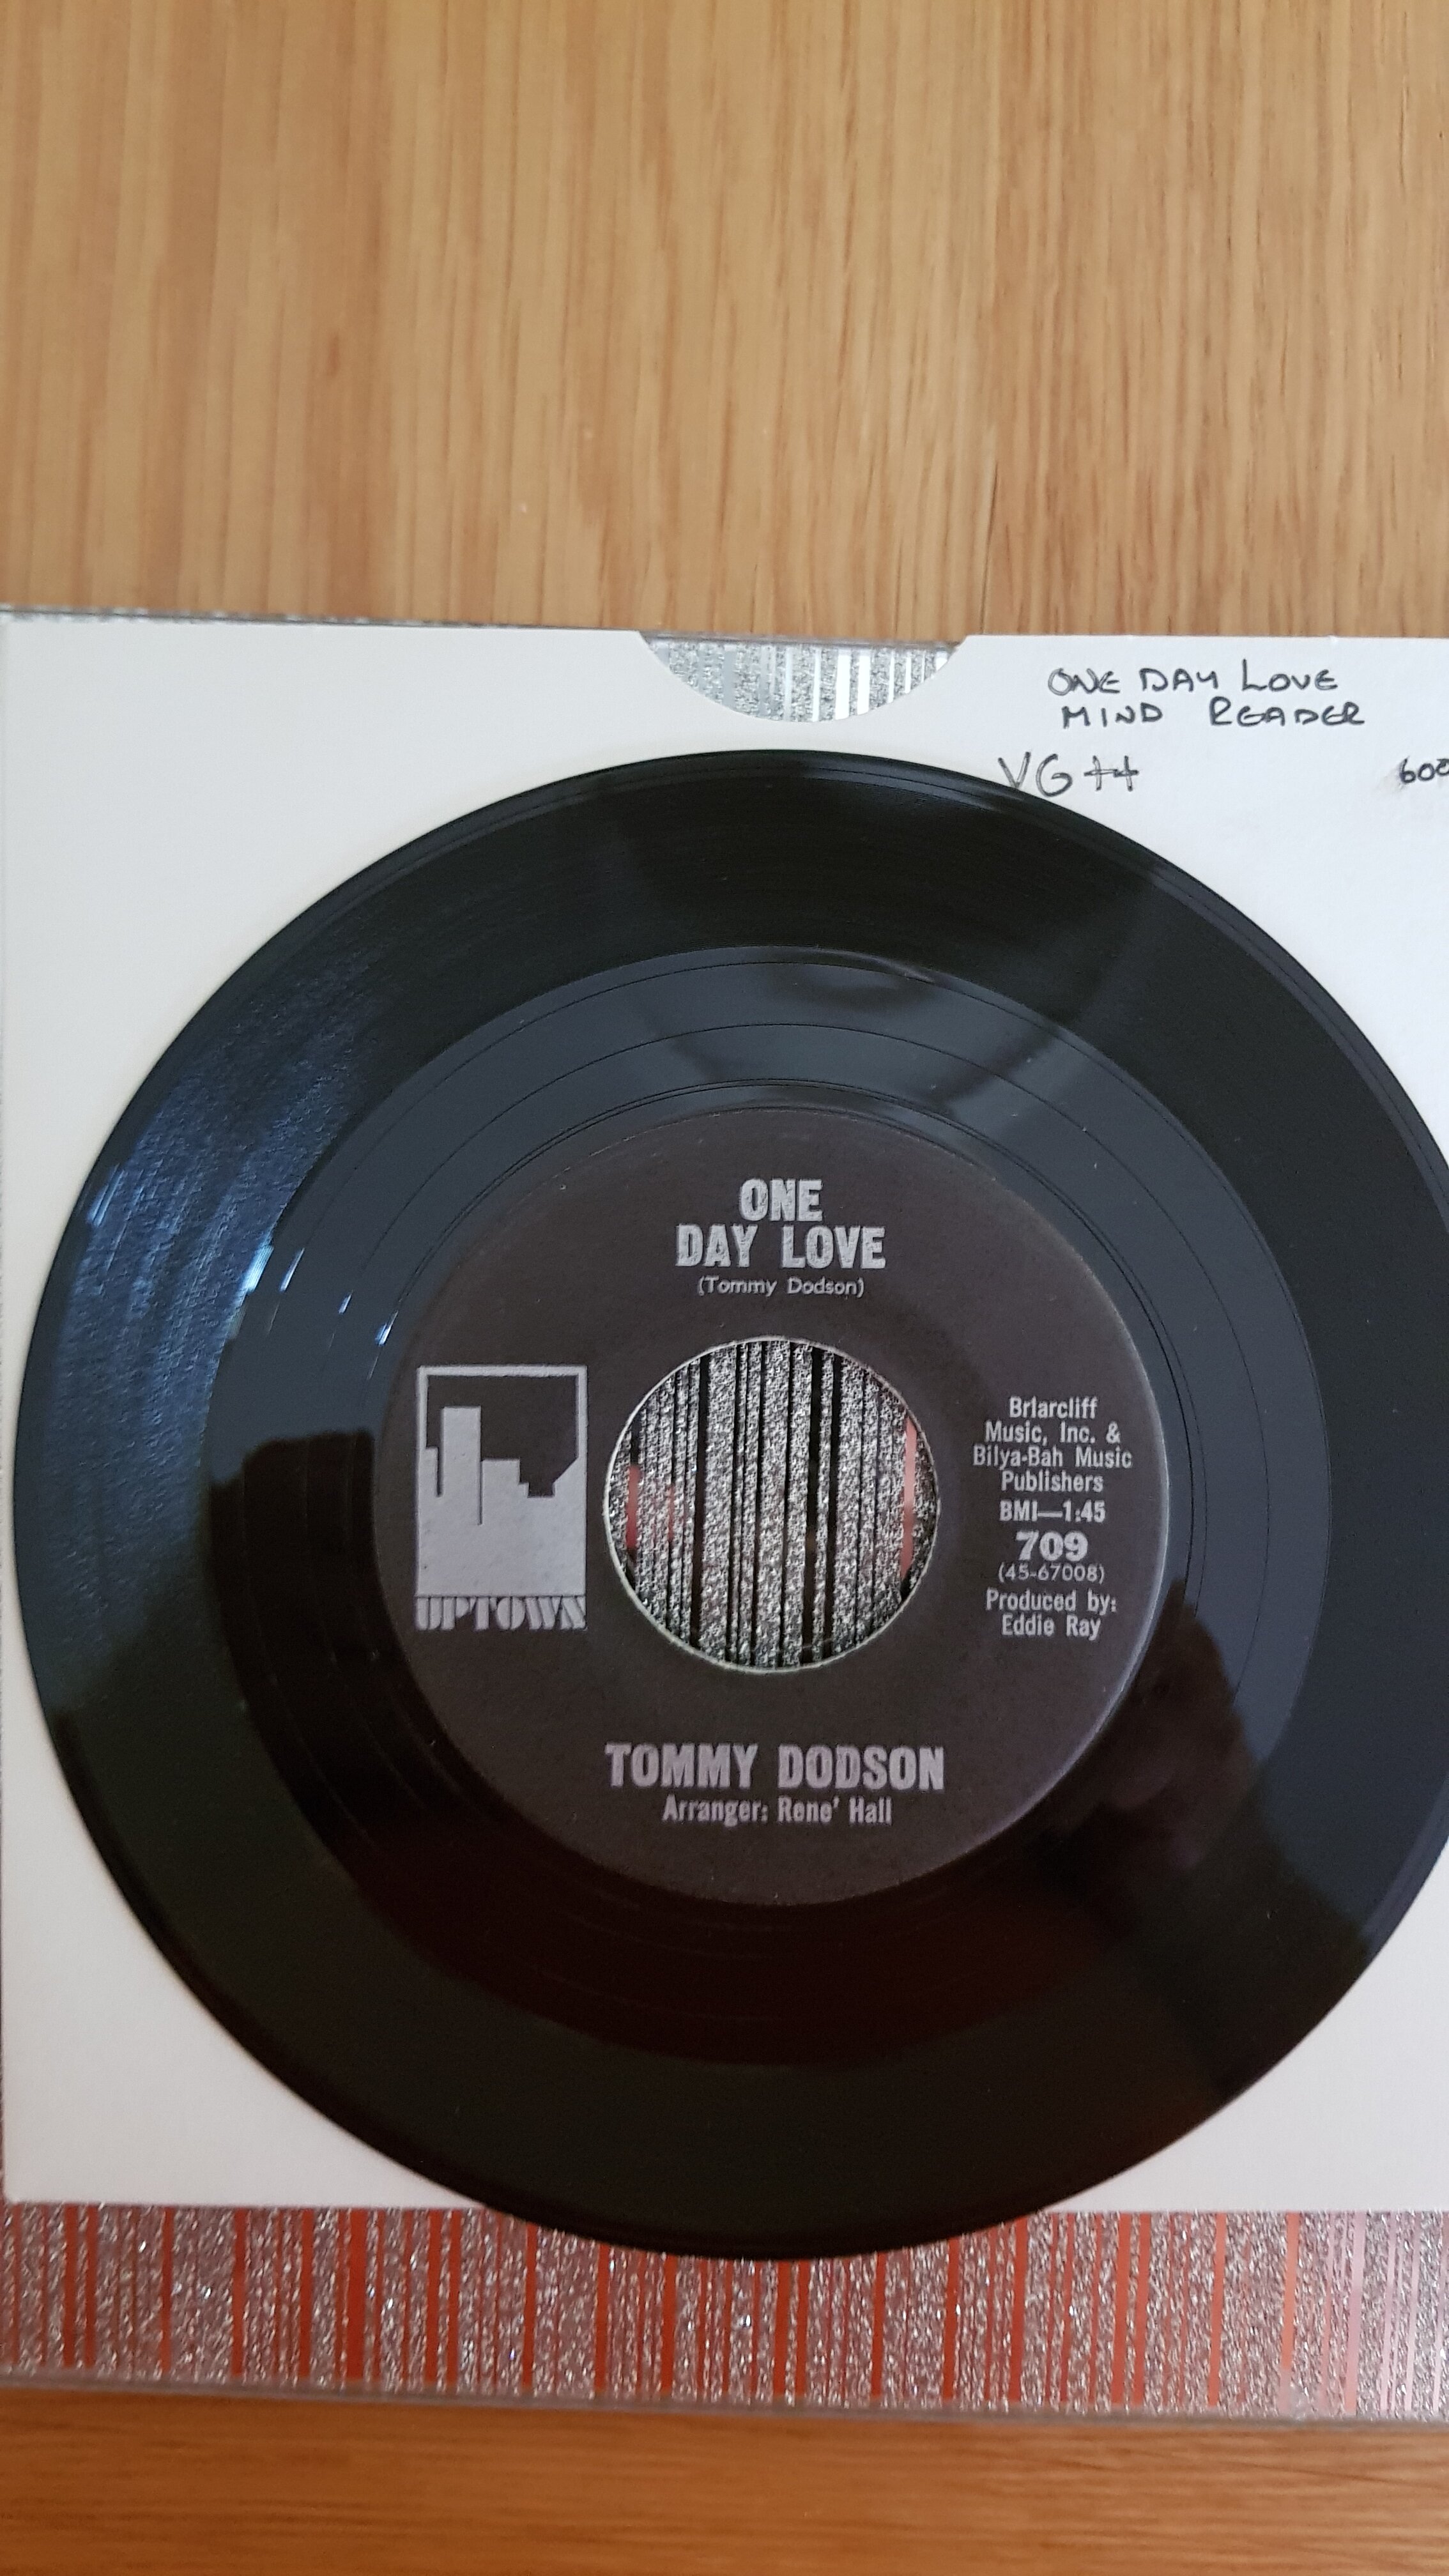 ONE DAY LOVE
MIND READER
VG++
600
ONE
DAY LOVE
(Tommy Dodson)
UPTOWN
Briarcliff
Music, Inc. &
Bilya-Bah Music
Publishers
BMI—1:45
709
(45-67008)
Produced by:
Eddie Ray
TOMMY DODSON
Arranger: Rene' Hall